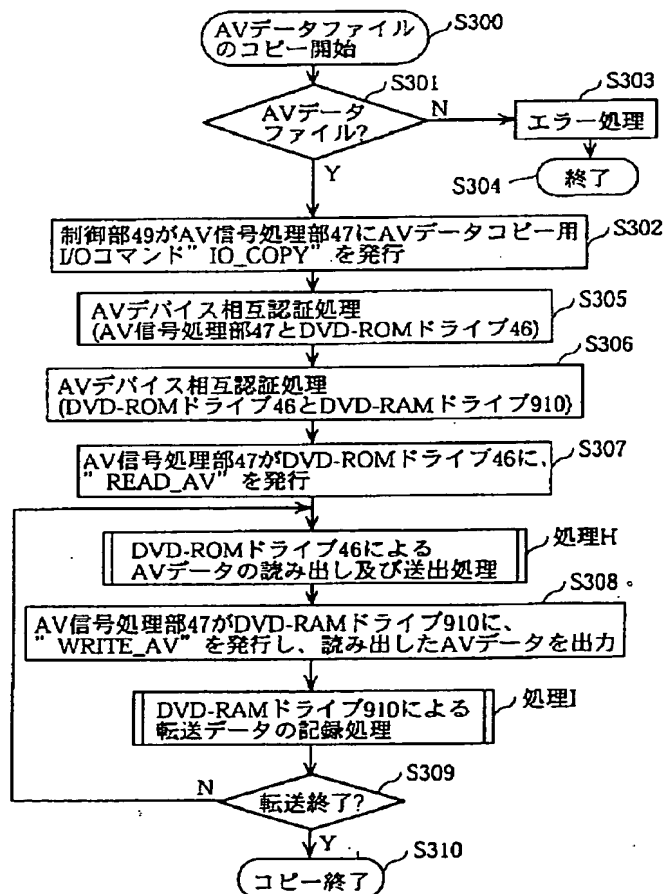 AVデータファイル
のコピー開始
S300
S301
AVデータ
ファイル?
N
S303
エラー処理
Y
S304
終了
制御部49がAV信号処理部47にAVデータコピー用
I/Oコマンド”IO_COPY”を発行
S302
AVデバイス相互認証処理
(AV信号処理部47とDVD-ROMドライブ46)
S305
S306
AVデバイス相互認証処理
(DVD-ROMドライブ46とDVD-RAMドライブ910)
AV信号処理部47がDVD-ROMドライブ46に、
”READ_AV”を発行
S307
DVD-ROMドライブ46による
AVデータの読み出し及び送出処理
処理H
S308
AV信号処理部47がDVD-RAMドライブ910に、
”WRITE_AV”を発行し、読み出したAVデータを出力
DVD-RAMドライブ910による
転送データの記録処理
処理I
S309
N
転送終了?
Y
S310
コピー終了